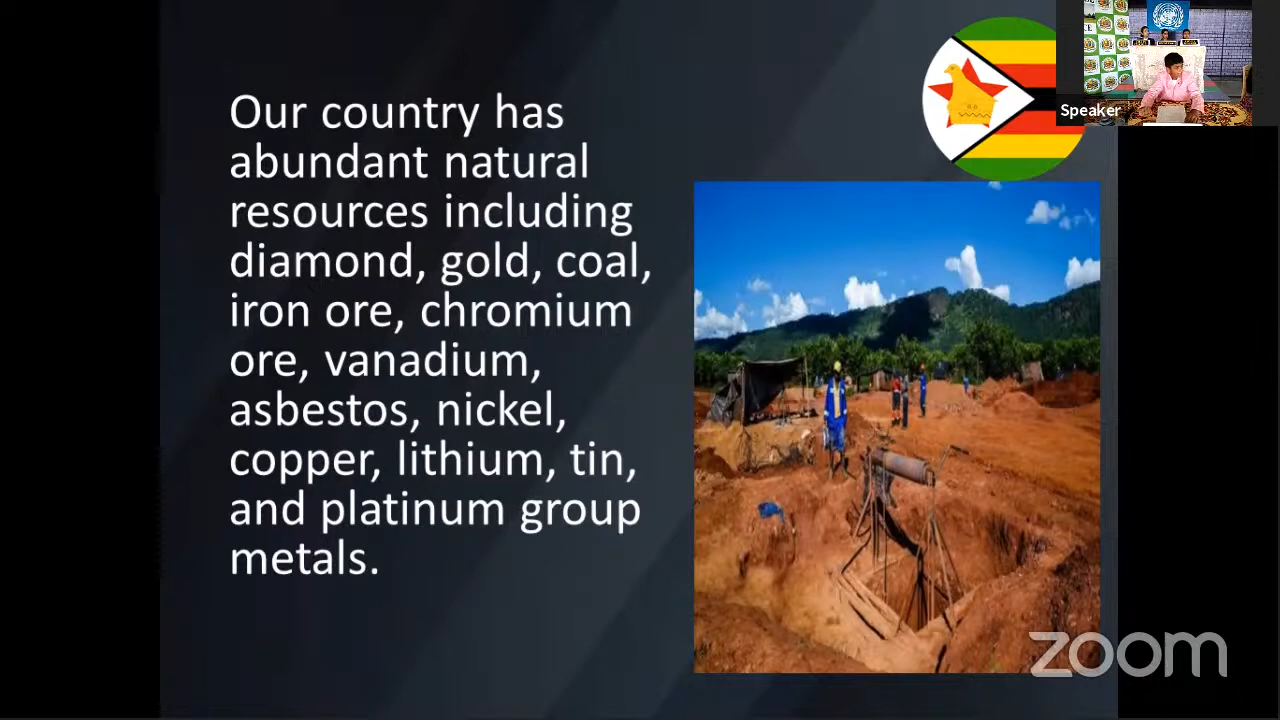 Our country has
abundant natural
resources including
diamond, gold, coal,
iron ore, chromium
ore, vanadium,
asbestos, nickel,
copper, lithium, tin,
and platinum group
metals.
Speaker
zoom